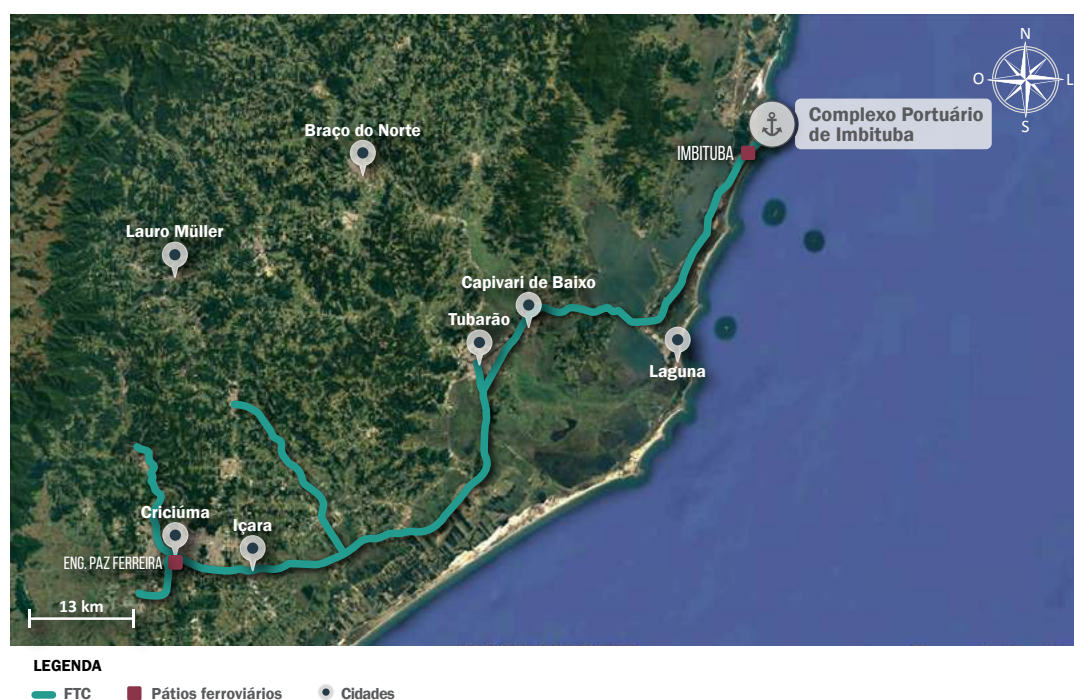 N
O
L
S
Complexo Portuário
de Imbituba
IMBITUBA
Braço do Norte
Lauro Müller
Capivari de Baixo
Tubarão
Laguna
Criciúma
Içara
ENG. PAZ FERREIRA
13 km
LEGENDA
FTC
Pátios ferroviários
Cidades